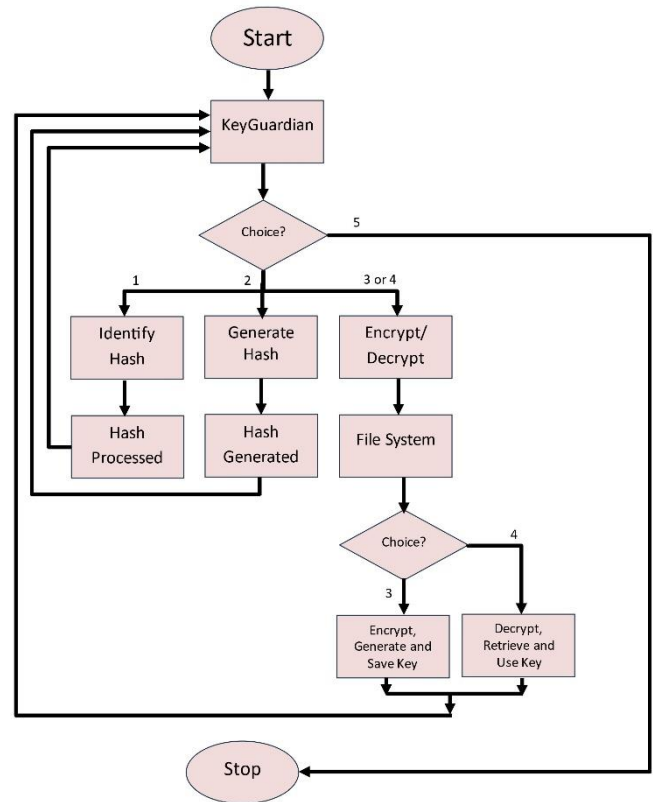 Start
KeyGuardian
Choice?
5
1
2
3 or 4
Identify
Hash
Generate
Hash
Encrypt/
Decrypt
Hash
Processed
Hash
Generated
File System
Choice?
4
3
Encrypt,
Generate and
Save Key
Decrypt,
Retrieve and
Use Key
Stop